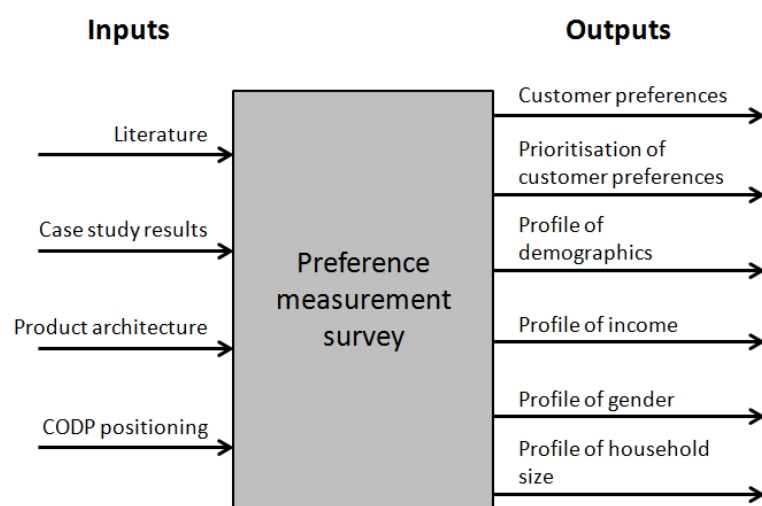 Inputs
Outputs
Literature
Case study results
Product architecture
CODP positioning
Preference
measurement
survey
Customer preferences
Prioritisation of
customer preferences
Profile of
demographics
Profile of income
Profile of gender
Profile of household
size